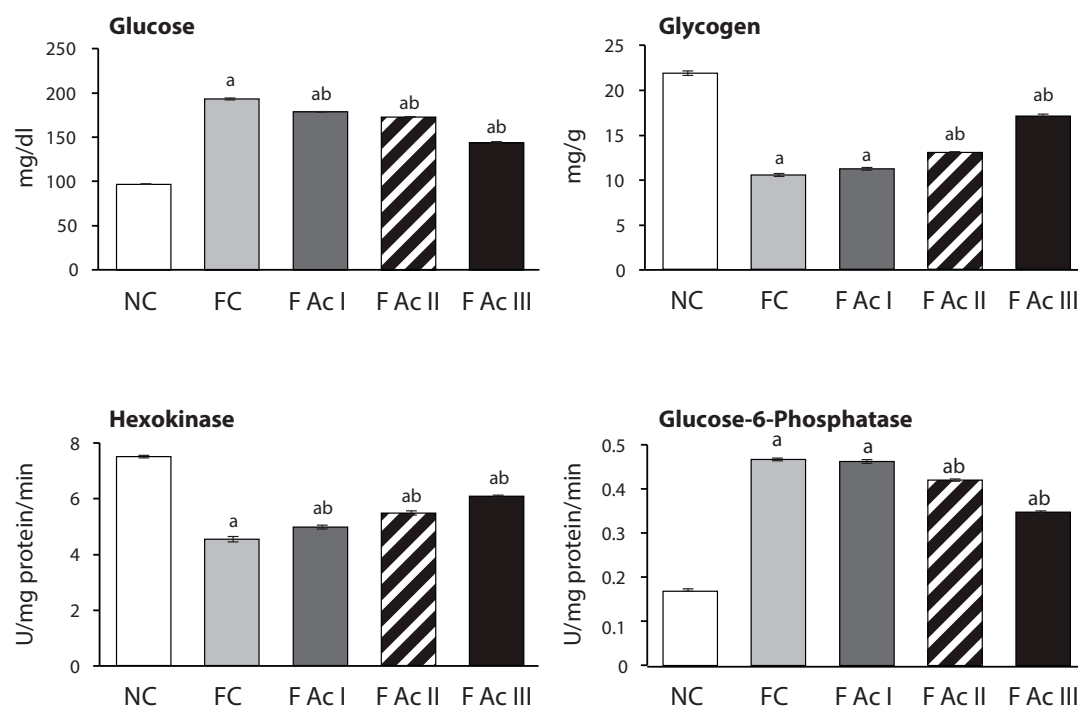 Glucose
250
200
150
100
50
0
mg/dl
a
ab
ab
ab
NC FC F Ac I F Ac II F Ac III
Glycogen
25
20
15
10
5
0
mg/g
a
a
ab
ab
NC FC F Ac I F Ac II F Ac III
Hexokinase
8
6
4
2
0
U/mg protein/min
a
ab
ab
ab
NC FC F Ac I F Ac II F Ac III
Glucose-6-Phosphatase
0.5
0.4
0.3
0.2
0.1
0
U/mg protein/min
a
a
ab
ab
NC FC F Ac I F Ac II F Ac III